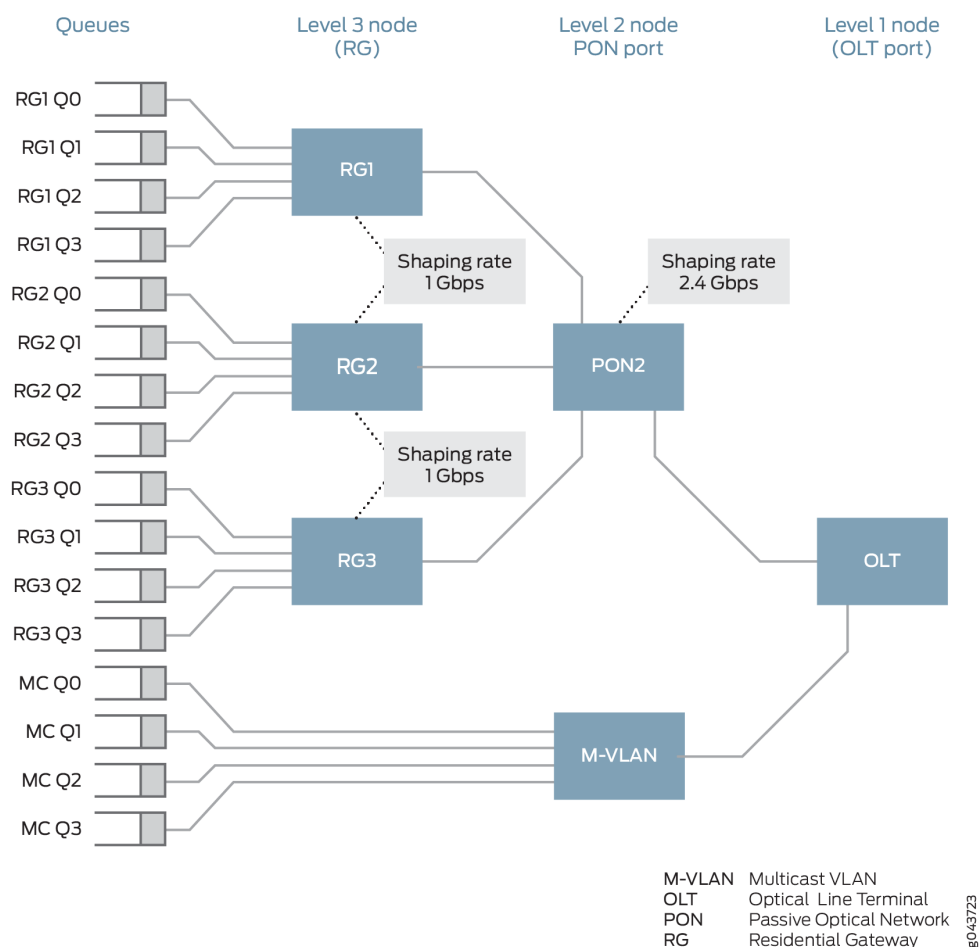 Queues
Level 3 node
(RG)
Level 2 node
PON port
Level 1 node
(OLT port)
RG1 Q0
RG1 Q1
RG1 Q2
RG1 Q3
RG1
Shaping rate
1 Gbps
Shaping rate
2.4 Gbps
RG2 Q0
RG2 Q1
RG2 Q2
RG2 Q3
RG2
PON2
Shaping rate
1 Gbps
RG3 Q0
RG3 Q1
RG3 Q2
RG3 Q3
RG3
OLT
MC Q0
MC Q1
MC Q2
MC Q3
M-VLAN
M-VLAN Multicast VLAN
OLT Optical Line Terminal
PON Passive Optical Network
RG Residential Gateway